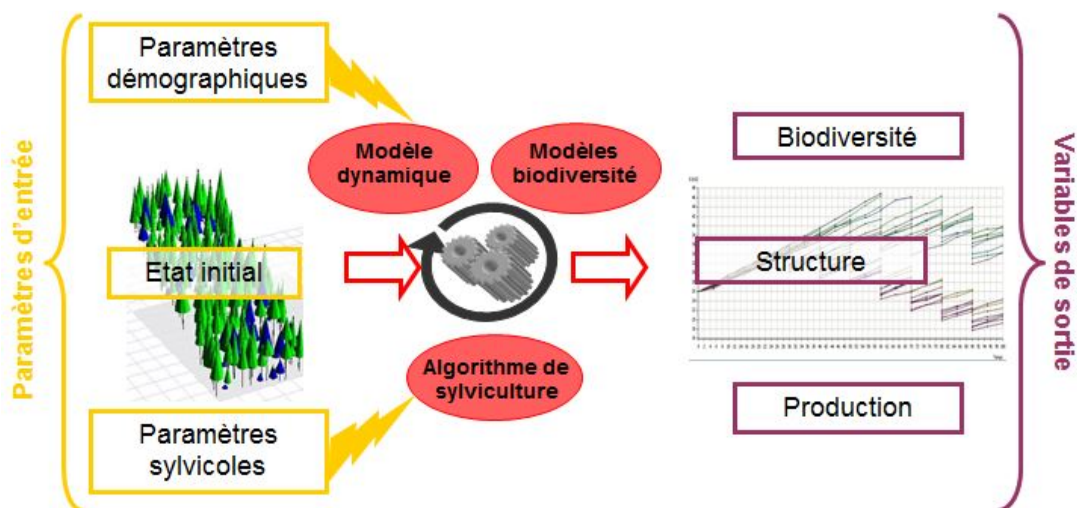 Paramètres d'entrée
Paramètres
démographiques
Etat initial
Paramètres
sylvicoles
Modèle
dynamique
Modèles
biodiversité
Algorithme de
sylviculture
Biodiversité
Structure
Production
Variables de sortie